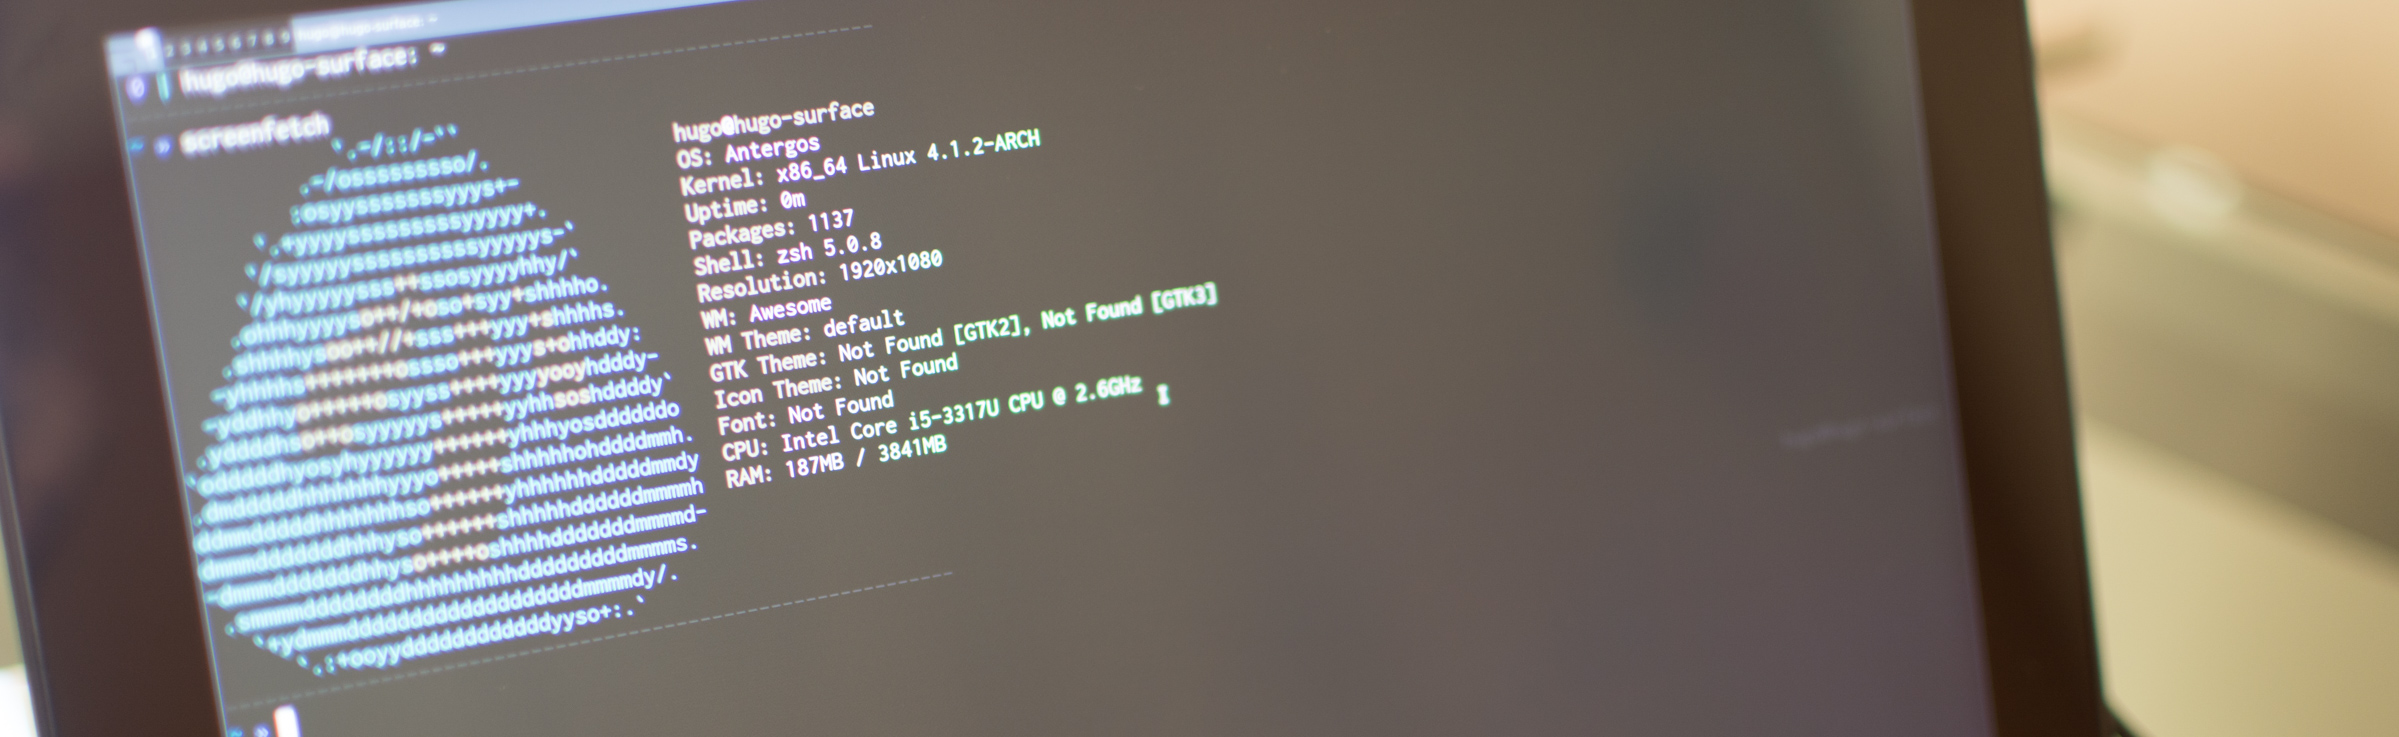 2 3 4 5 6 7 8 9 hugo@hugo-surface: ~
0 | hugo@hugo-surface: ~
~ » screenfetch
hugo@hugo-surface
OS: Antergos
Kernel: x86_64 Linux 4.1.2-ARCH
Uptime: 0m
Packages: 1137
Shell: zsh 5.0.8
Resolution: 1920x1080
WM: Awesome
WM Theme: default
GTK Theme: Not Found [GTK2], Not Found [GTK3]
Icon Theme: Not Found
Font: Not Found
CPU: Intel Core i5-3317U CPU @ 2.6GHz
RAM: 187MB / 3841MB
~ »